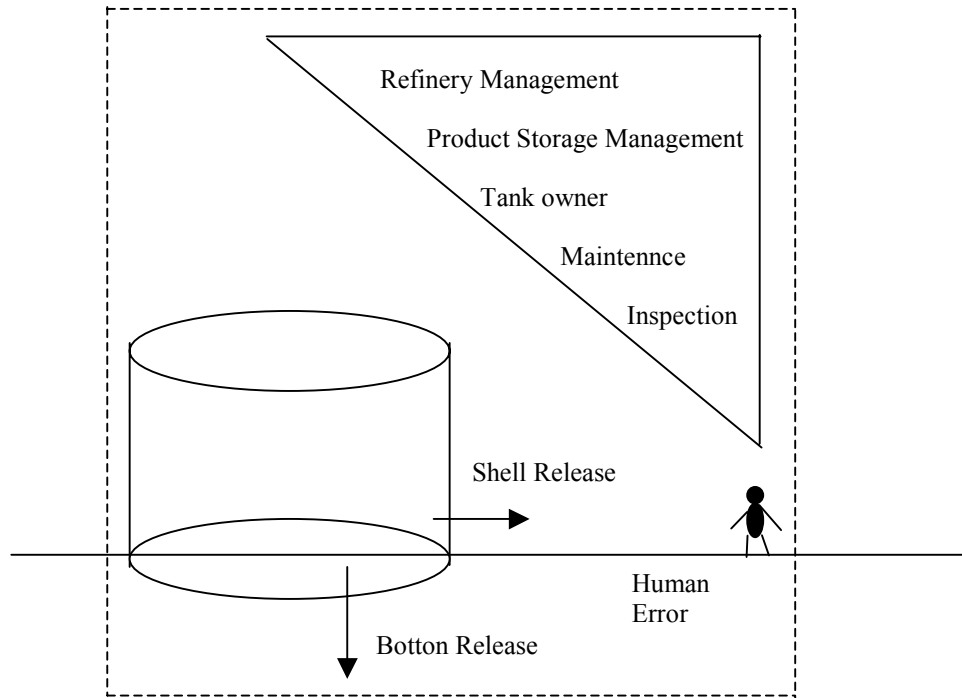 Refinery Management
Product Storage Management
Tank owner
Maintennce
Inspection
Shell Release
Human
Error
Botton Release